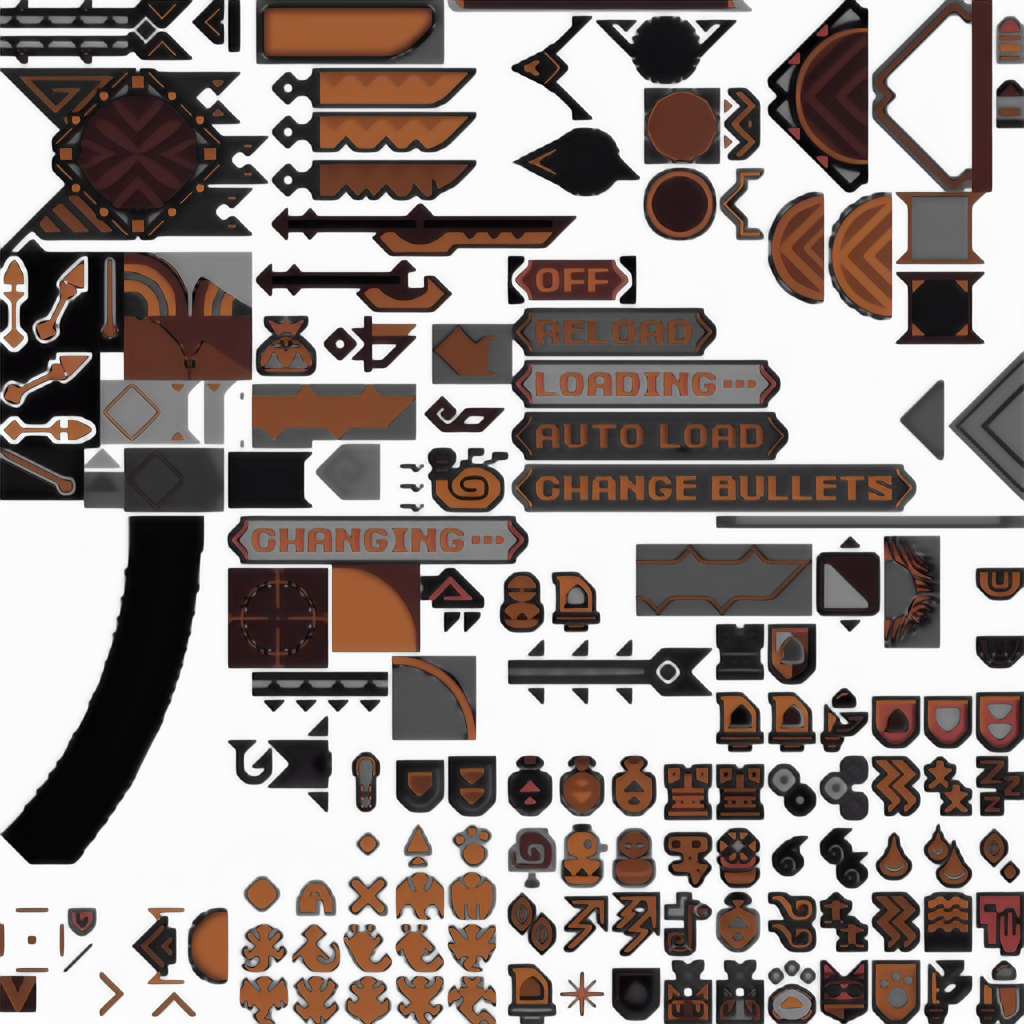 OFF
RELOAD
LOADING...
AUTO LOAD
CHANGE BULLETS
CHANGING...